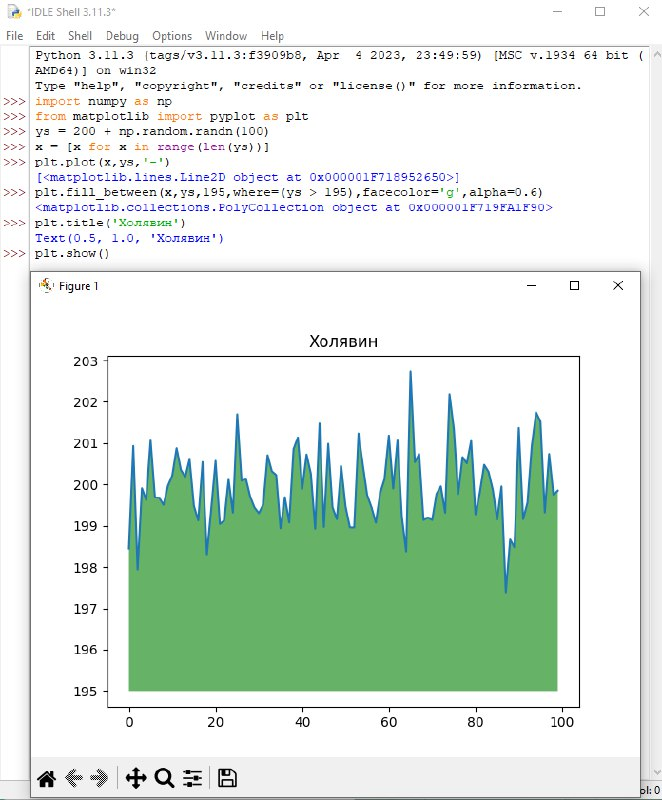 *IDLE Shell 3.11.3*
File Edit Shell Debug Options Window Help
Python 3.11.3 (tags/v3.11.3:f3909b8, Apr  4 2023, 23:49:59) [MSC v.1934 64 bit (
AMD64)] on win32
Type "help", "copyright", "credits" or "license()" for more information.
>>> import numpy as np
>>> from matplotlib import pyplot as plt
>>> ys = 200 + np.random.randn(100)
>>> x = [x for x in range(len(ys))]
>>> plt.plot(x,ys,'-')
[<matplotlib.lines.Line2D object at 0x000001F718952650>]
>>> plt.fill_between(x,ys,195,where=(ys > 195),facecolor='g',alpha=0.6)
<matplotlib.collections.PolyCollection object at 0x000001F719FA1F90>
>>> plt.title('Холявин')
Text(0.5, 1.0, 'Холявин')
>>> plt.show()
Figure 1
Холявин
203
202
201
200
199
198
197
196
195
0 20 40 60 80 100
ol: 0